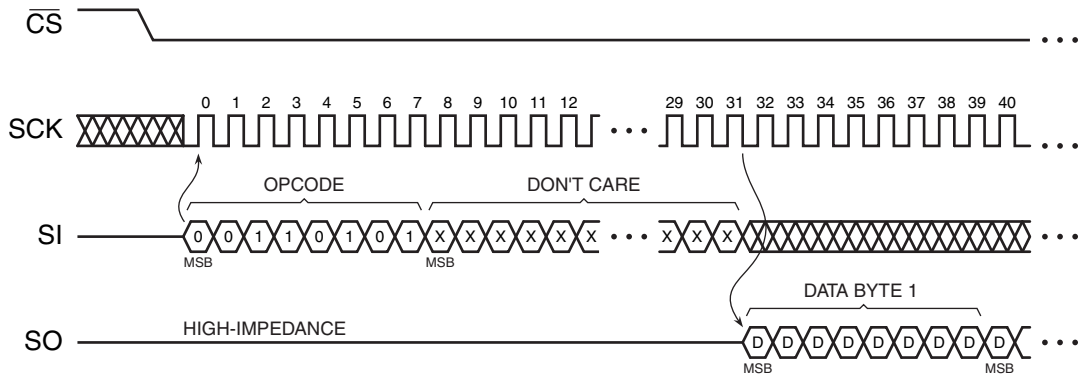 CS
0 1 2 3 4 5 6 7 8 9 10 11 12 29 30 31 32 33 34 35 36 37 38 39 40
SCK
OPCODE DON'T CARE
SI 0 0 1 1 0 1 0 1 X X X X X X X X X
MSB MSB
DATA BYTE 1
HIGH-IMPEDANCE
SO D D D D D D D D D
MSB MSB